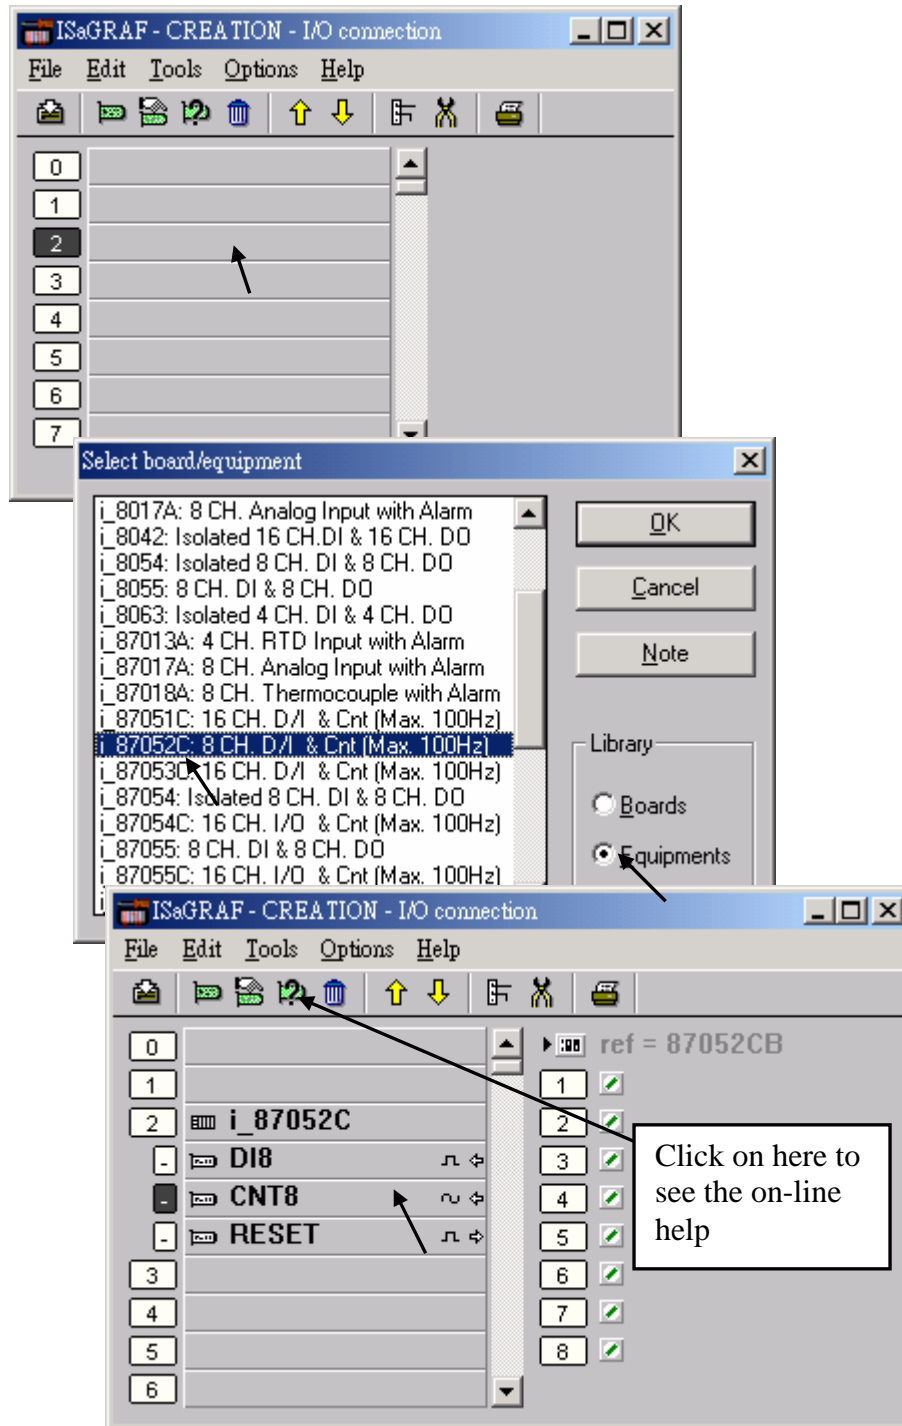 ISaGRAF - CREATION - I/O connection
File Edit Tools Options Help
0
1
2
3
4
5
6
7
Select board/equipment
i_8017A: 8 CH. Analog Input with Alarm
i_8042: Isolated 16 CH.DI & 16 CH. DO
i_8054: Isolated 8 CH. DI & 8 CH. DO
i_8055: 8 CH. DI & 8 CH. DO
i_8063: Isolated 4 CH. DI & 4 CH. DO
i_87013A: 4 CH. RTD Input with Alarm
i_87017A: 8 CH. Analog Input with Alarm
i_87018A: 8 CH. Thermocouple with Alarm
i_87051C: 16 CH. D/I & Cnt (Max. 100Hz)
i_87052C: 8 CH. D/I & Cnt (Max. 100Hz)
i_87053C: 16 CH. D/I & Cnt (Max. 100Hz)
i_87054: Isolated 8 CH. DI & 8 CH. DO
i_87054C: 16 CH. I/O & Cnt (Max. 100Hz)
i_87055: 8 CH. DI & 8 CH. DO
i_87055C: 16 CH. I/O & Cnt (Max. 100Hz)
OK
Cancel
Note
Library
Boards
Equipments
ISaGRAF - CREATION - I/O connection
File Edit Tools Options Help
0
1
2 i_87052C
- DI8
- CNT8
- RESET
3
4
5
6
ref = 87052CB
1
2
3
4
5
6
7
8
Click on here to
see the on-line
help